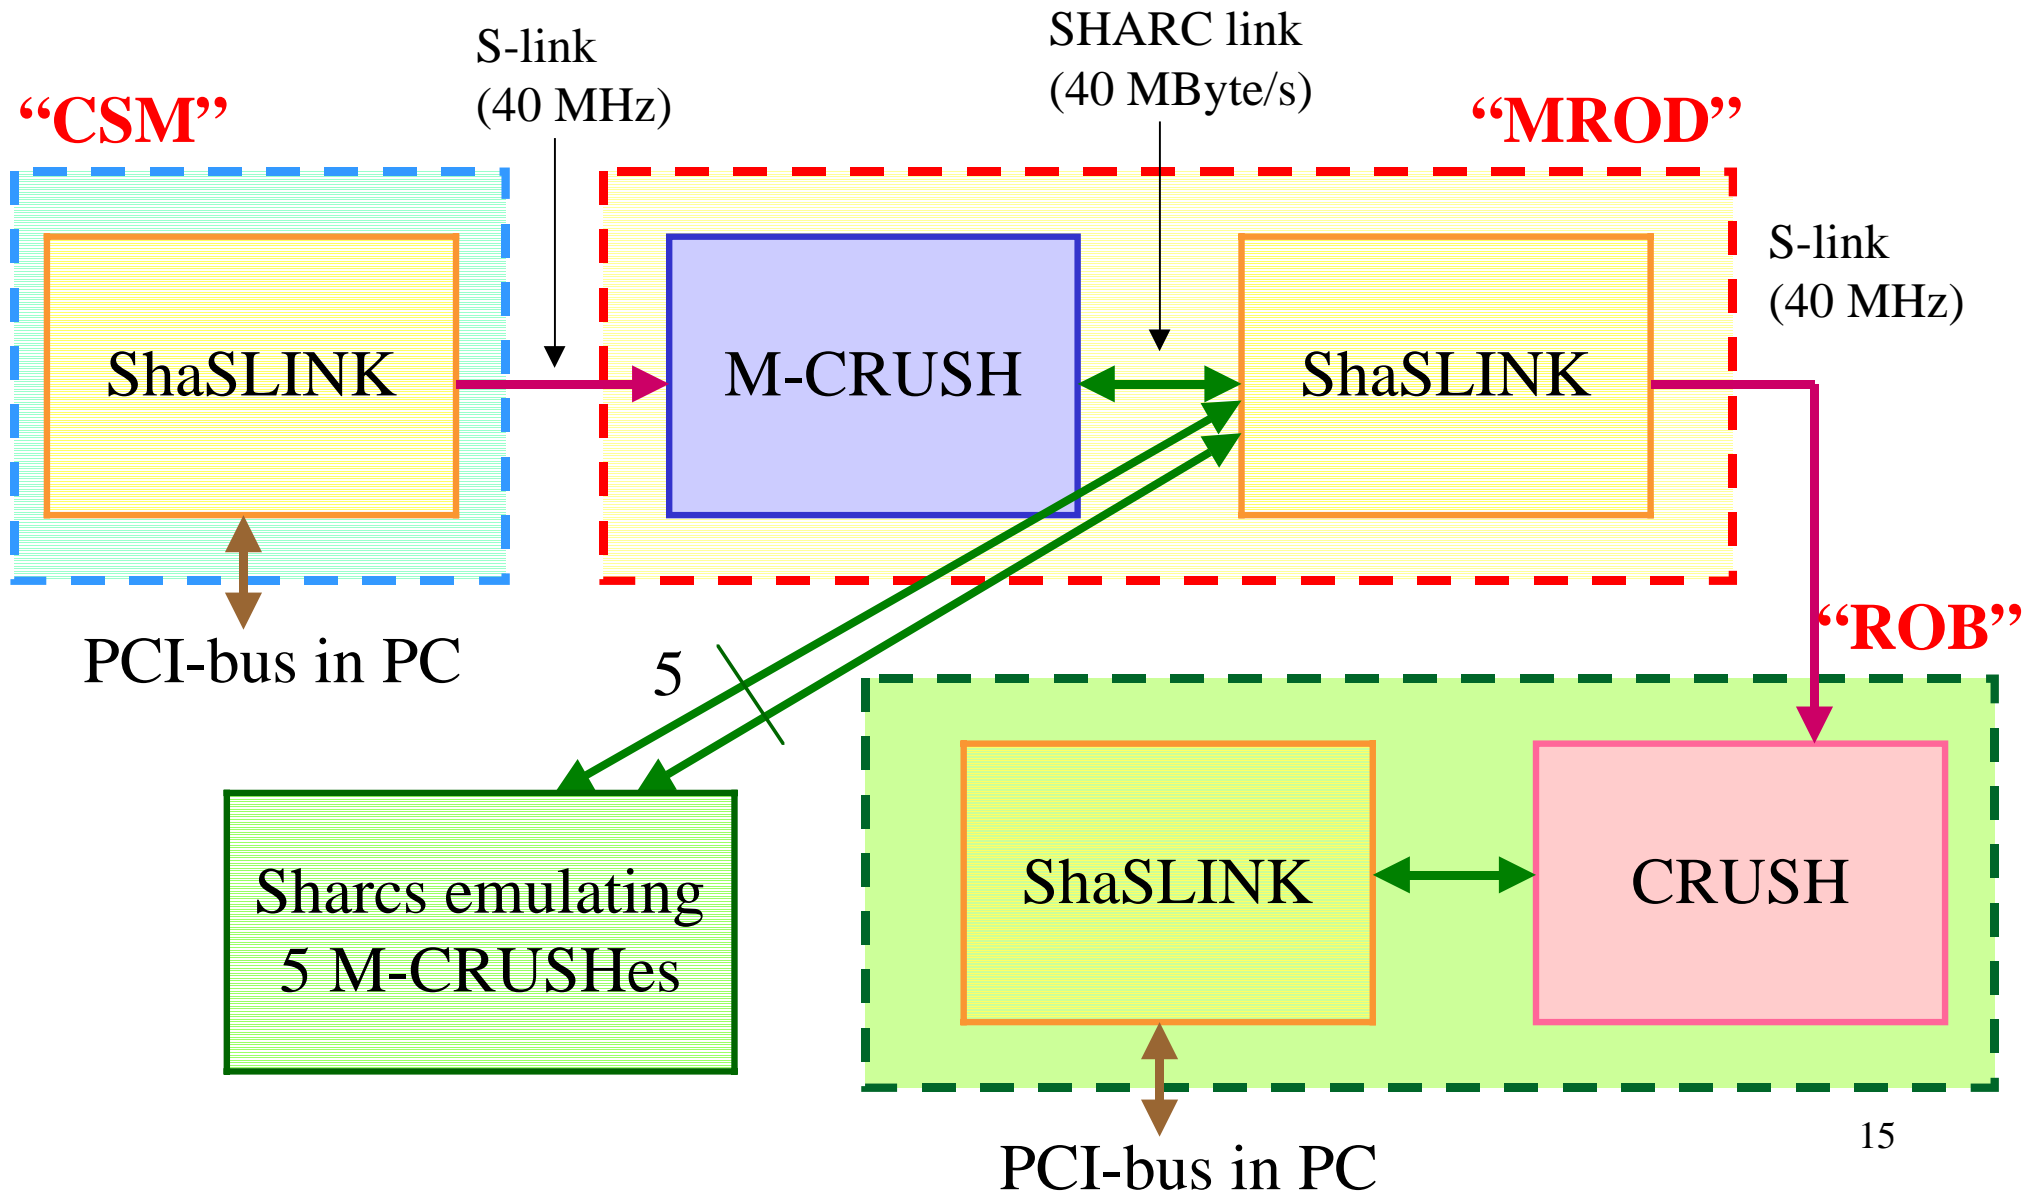 S-link
(40 MHz)
SHARC link
(40 MByte/s)
“CSM”
“MROD”
S-link
(40 MHz)
ShaSLINK
M-CRUSH
ShaSLINK
PCI-bus in PC
5
“ROB”
Sharcs emulating
5 M-CRUSHes
ShaSLINK
CRUSH
PCI-bus in PC
15